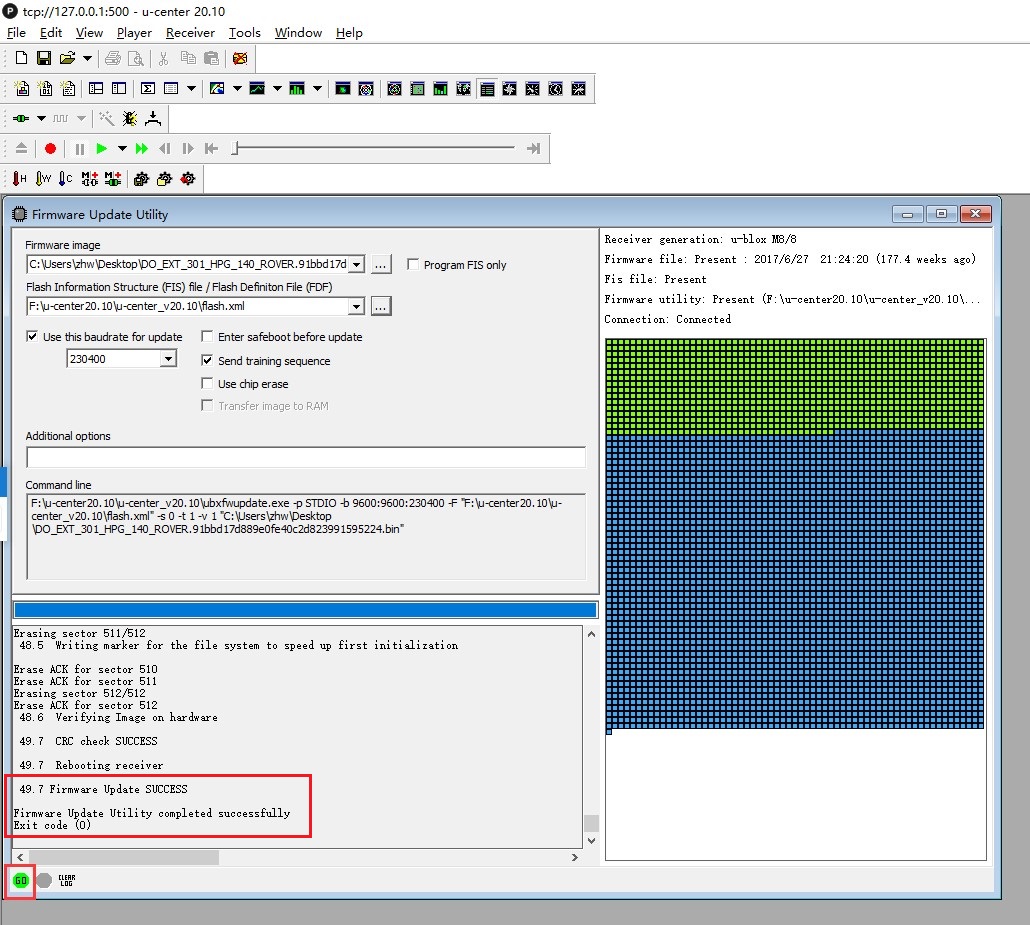 tcp://127.0.0.1:500 - u-center 20.10
File Edit View Player Receiver Tools Window Help
Firmware Update Utility
Firmware image
C:\Users\zhw\Desktop\DO_EXT_301_HPG_140_ROVER.91bbd17d
...
Program FIS only
Flash Information Structure (FIS) file / Flash Definiton File (FDF)
F:\u-center20.10\u-center_v20.10\flash.xml
...
Use this baudrate for update
Enter safeboot before update
230400
Send training sequence
Use chip erase
Transfer image to RAM
Additional options
Command line
F:\u-center20.10\u-center_v20.10\ubxfwupdate.exe -p STDIO -b 9600:9600:230400 -F "F:\u-center20.10\u-
center_v20.10\flash.xml" -s 0 -t 1 -v 1 "C:\Users\zhw\Desktop
\DO_EXT_301_HPG_140_ROVER.91bbd17d889e0fe40c2d823991595224.bin"
Erasing sector 511/512
48.5 Writing marker for the file system to speed up first initialization
Erase ACK for sector 510
Erase ACK for sector 511
Erasing sector 512/512
Erase ACK for sector 512
48.6 Verifying Image on hardware
49.7 CRC check SUCCESS
49.7 Rebooting receiver
49.7 Firmware Update SUCCESS
Firmware Update Utility completed successfully
Exit code (0)
GO
CLEAR
LOG
Receiver generation: u-blox M8/8
Firmware file: Present : 2017/6/27 21:24:20 (177.4 weeks ago)
Fis file: Present
Firmware utility: Present (F:\u-center20.10\u-center_v20.10\...
Connection: Connected